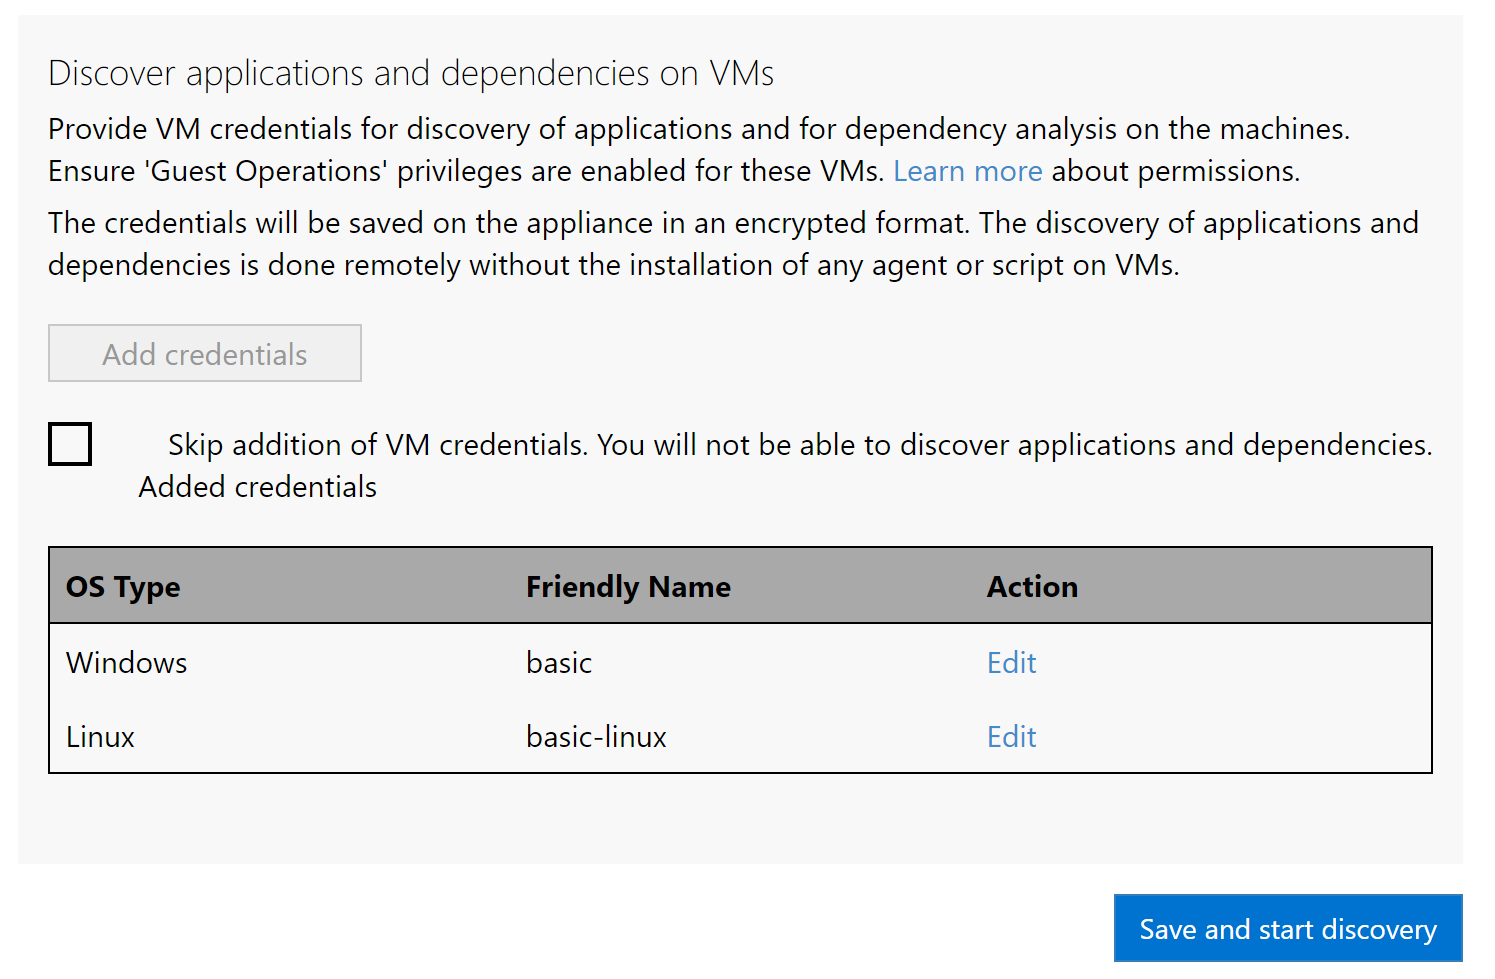 Discover applications and dependencies on VMs
Provide VM credentials for discovery of applications and for dependency analysis on the machines.
Ensure 'Guest Operations' privileges are enabled for these VMs. Learn more about permissions.
The credentials will be saved on the appliance in an encrypted format. The discovery of applications and
dependencies is done remotely without the installation of any agent or script on VMs.
Add credentials
Skip addition of VM credentials. You will not be able to discover applications and dependencies.
Added credentials
OS Type Friendly Name Action
Windows basic Edit
Linux basic-linux Edit
Save and start discovery